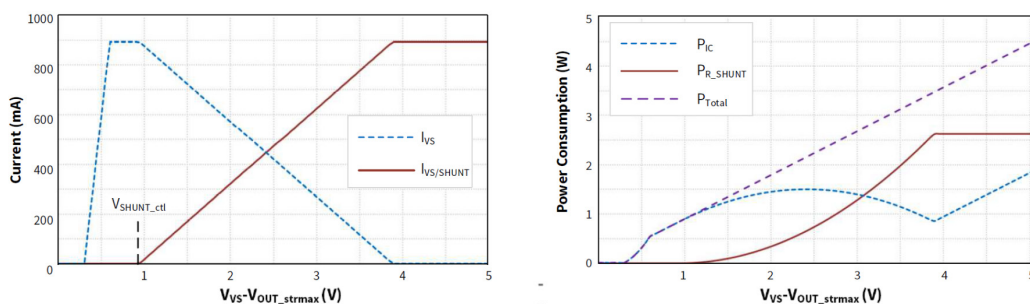 1000
800
600
400
200
0
Current (mA)
V_SHUNT_ctl
I_VS
I_VS/SHUNT
1 2 3 4 5
V_VS-V_OUT_strmax (V)
5
4
3
2
1
0
Power Consumption (W)
P_IC
P_R_SHUNT
P_Total
0 1 2 3 4 5
V_VS-V_OUT_strmax (V)